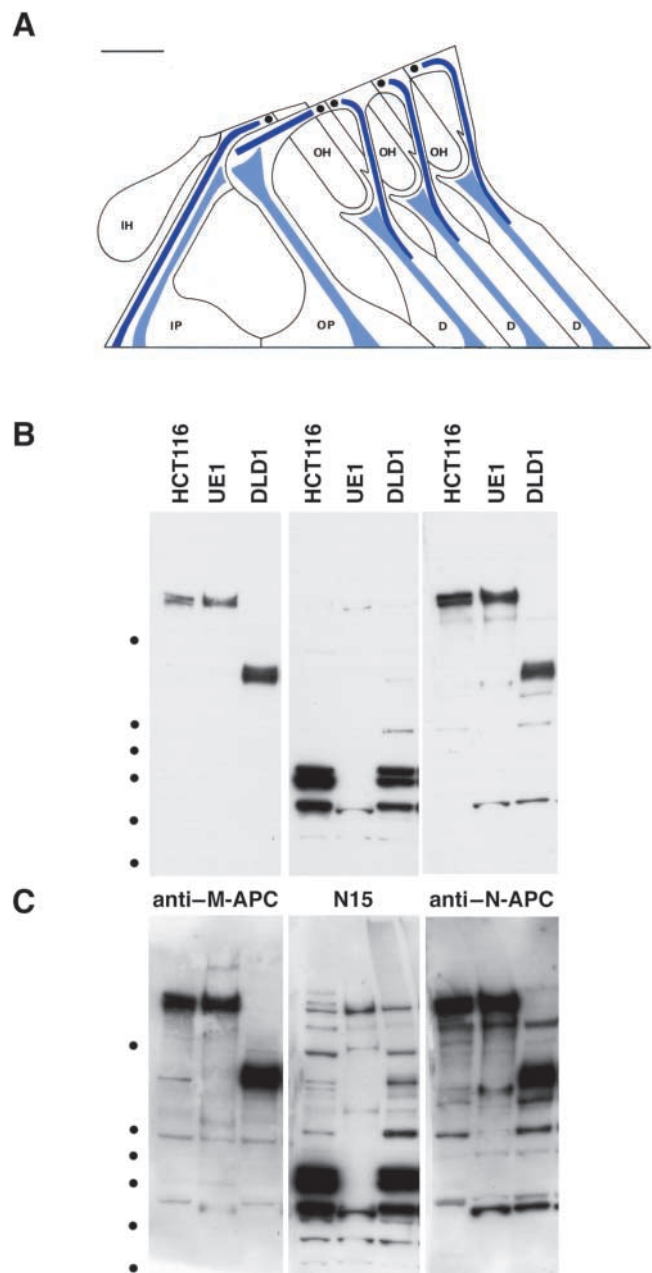 A
OH
OH
OH
IH
IP
OP
D
D
D
B
HCT116
UE1
DLD1
HCT116
UE1
DLD1
HCT116
UE1
DLD1
C
anti–M-APC
N15
anti–N-APC